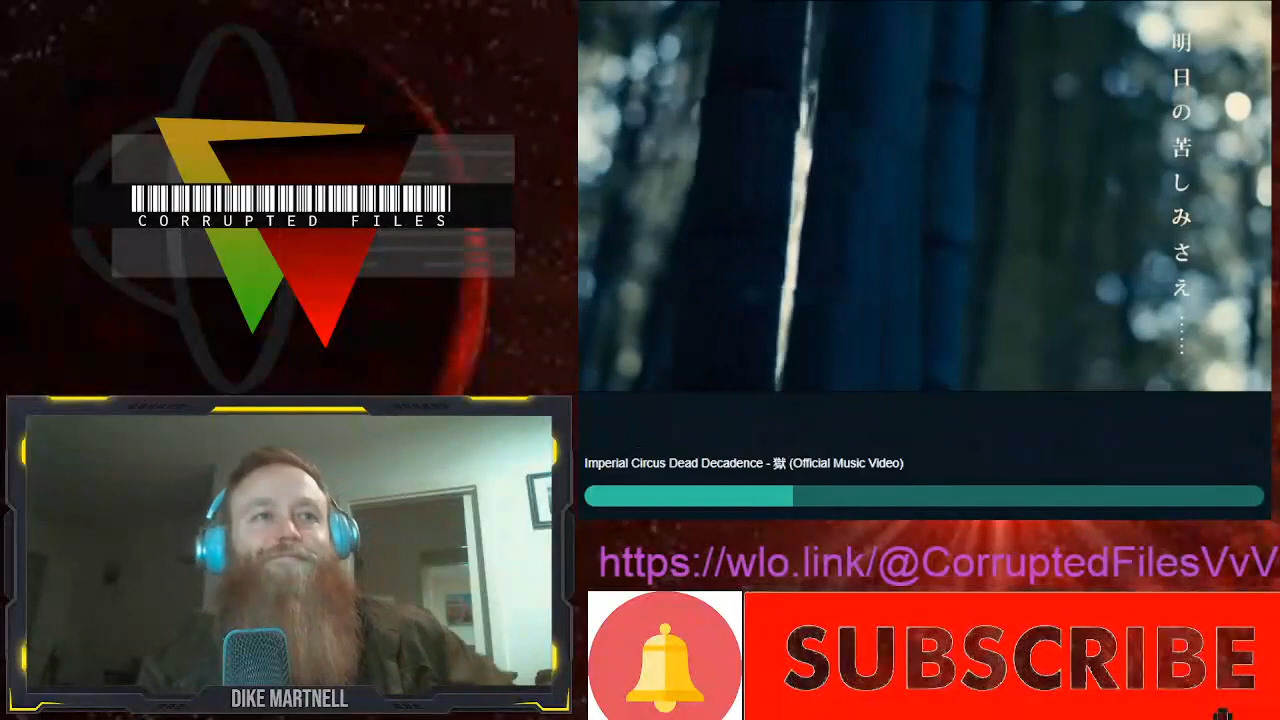 CORRUPTED FILES
明日の苦しみさえ……
Imperial Circus Dead Decadence - 獄 (Official Music Video)
https://wlo.link/@CorruptedFilesVvV
DIKE MARTNELL
SUBSCRIBE